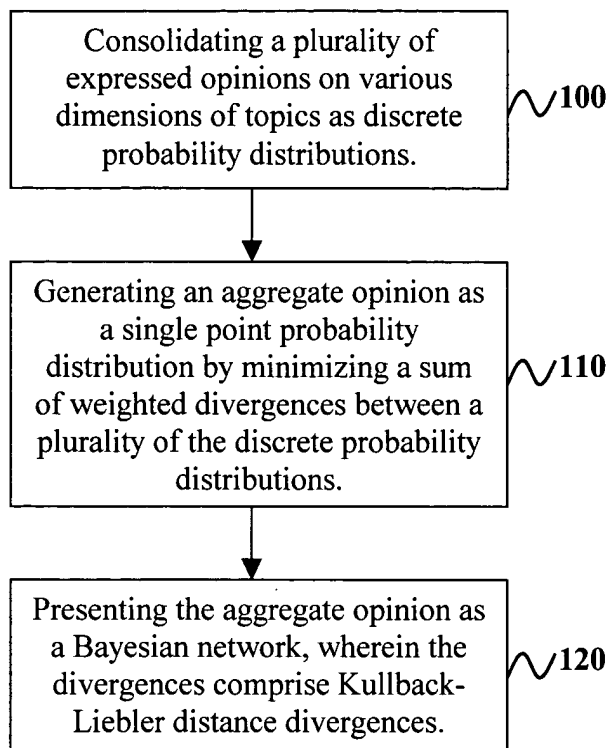 Consolidating a plurality of
expressed opinions on various
dimensions of topics as discrete
probability distributions.
100
Generating an aggregate opinion as
a single point probability
distribution by minimizing a sum
of weighted divergences between a
plurality of the discrete probability
distributions.
110
Presenting the aggregate opinion as
a Bayesian network, wherein the
divergences comprise Kullback-
Liebler distance divergences.
120